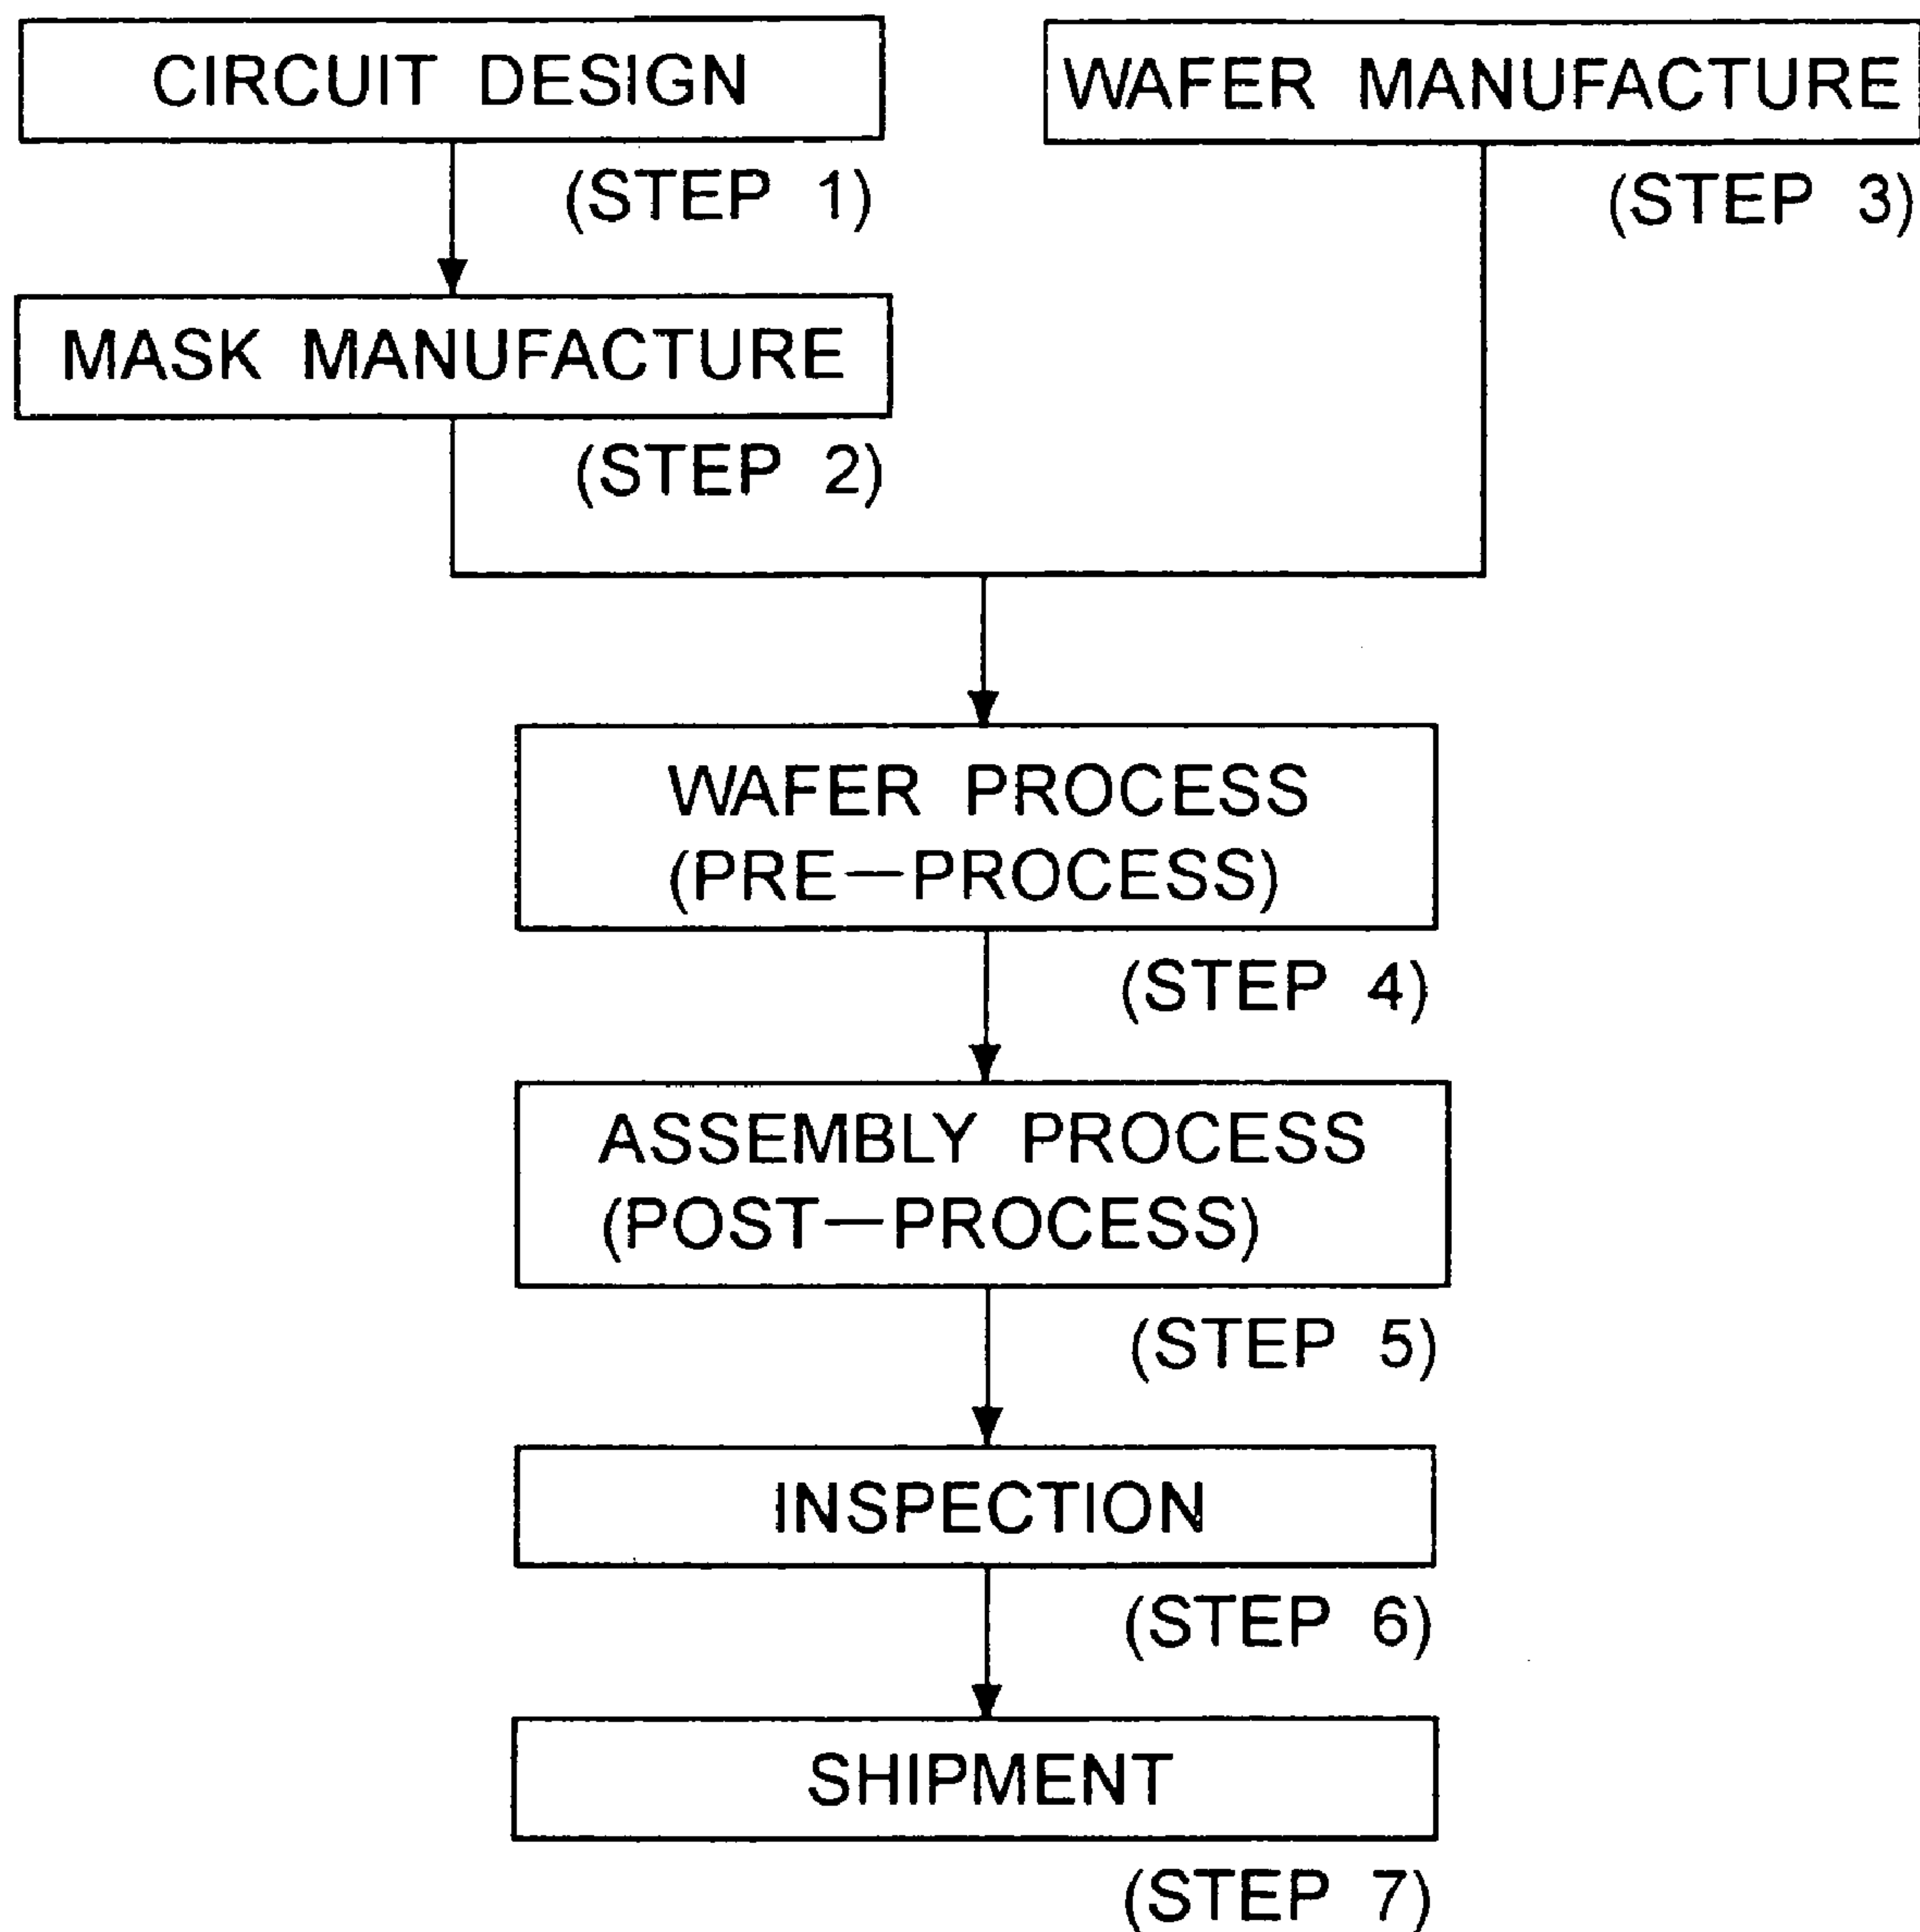 CIRCUIT DESIGN
(STEP 1)
MASK MANUFACTURE
(STEP 2)
WAFER MANUFACTURE
(STEP 3)
WAFER PROCESS
(PRE—PROCESS)
(STEP 4)
ASSEMBLY PROCESS
(POST—PROCESS)
(STEP 5)
INSPECTION
(STEP 6)
SHIPMENT
(STEP 7)